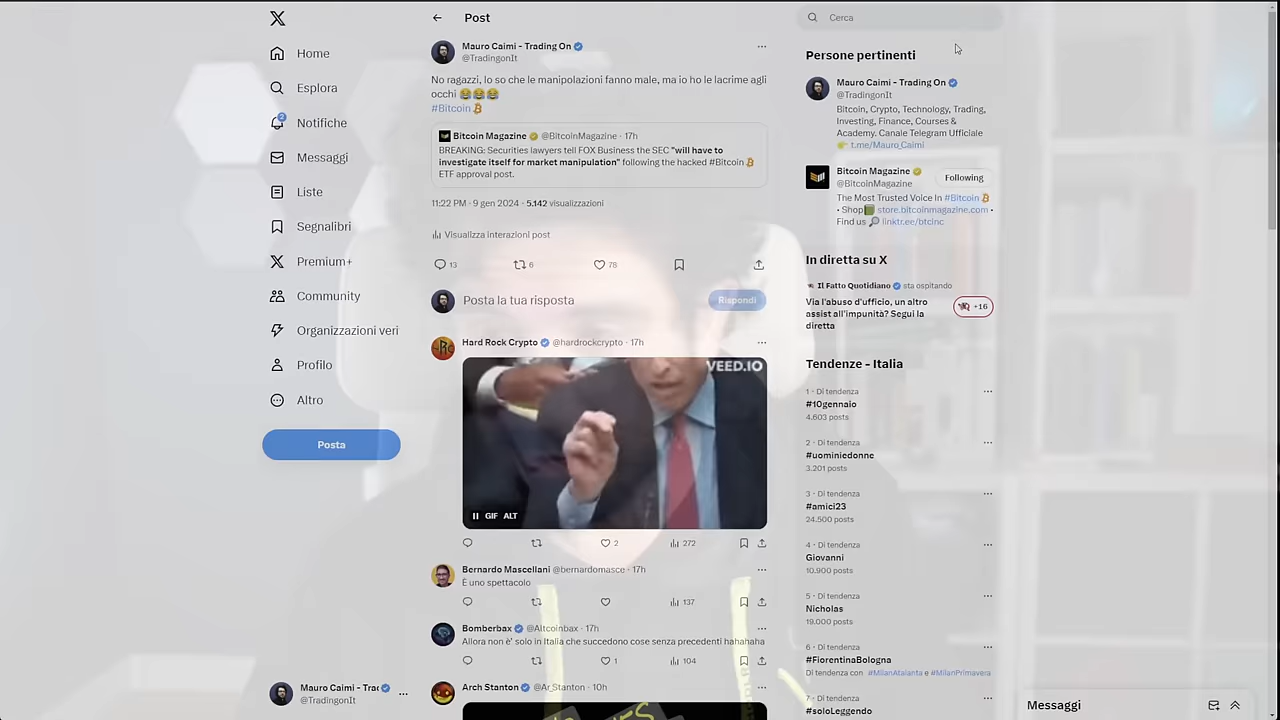 Home
Esplora
2
Notifiche
Messaggi
Liste
Segnalibri
Premium+
Community
Organizzazioni veri
Profilo
Altro
Posta
Mauro Caimi - Trac
@TradingonIt
Post
Mauro Caimi - Trading On
@TradingonIt
No ragazzi, lo so che le manipolazioni fanno male, ma io ho le lacrime agli
occhi 😂😂😂
#Bitcoin
Bitcoin Magazine @BitcoinMagazine · 17h
BREAKING: Securities lawyers tell FOX Business the SEC "will have to
investigate itself for market manipulation" following the hacked #Bitcoin
ETF approval post.
11:22 PM · 9 gen 2024 · 5.142 visualizzazioni
Visualizza interazioni post
13 6 78
Posta la tua risposta
Rispondi
Hard Rock Crypto @hardrockcrypto · 17h
VEED.IO
GIF ALT
2 272
Bernardo Mascellani @bernardomasce · 17h
È uno spettacolo
137
Bomberbax @Altcoinbax · 17h
Allora non è' solo in Italia che succedono cose senza precedenti hahahaha
1 104
Arch Stanton @Ar_Stanton · 10h
Cerca
Persone pertinenti
Mauro Caimi - Trading On
@TradingonIt
Bitcoin, Crypto, Technology, Trading,
Investing, Finance, Courses &
Academy. Canale Telegram Ufficiale
👉 t.me/Mauro_Caimi
Bitcoin Magazine
@BitcoinMagazine
Following
The Most Trusted Voice in #Bitcoin
• Shop📗 store.bitcoinmagazine.com •
Find us 🔎 linktr.ee/btcinc
In diretta su X
Il Fatto Quotidiano sta ospitando
Via l'abuso d'ufficio, un altro
assist all'impunità? Segui la
diretta
+16
Tendenze - Italia
1 · Di tendenza
#10gennaio
4.603 posts
2 · Di tendenza
#uominiedonne
3.201 posts
3 · Di tendenza
#amici23
24.500 posts
4 · Di tendenza
Giovanni
10.900 posts
5 · Di tendenza
Nicholas
19.000 posts
6 · Di tendenza
#FiorentinaBologna
Di tendenza con #MilanAtalanta e #MilanPrimavera
7 · Di tendenza
#soloLeggendo
Messaggi